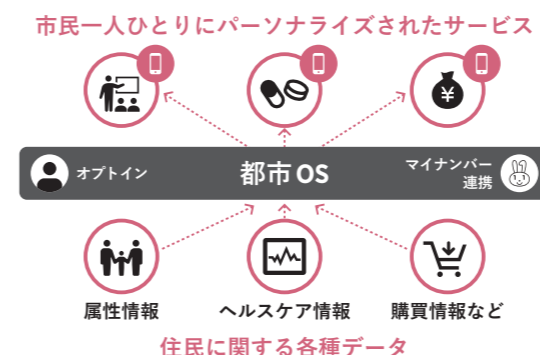 市民一人ひとりにパーソナライズされたサービス
¥
オプトイン
都市OS
マイナンバー
連携
属性情報
ヘルスケア情報
購買情報など
住民に関する各種データ